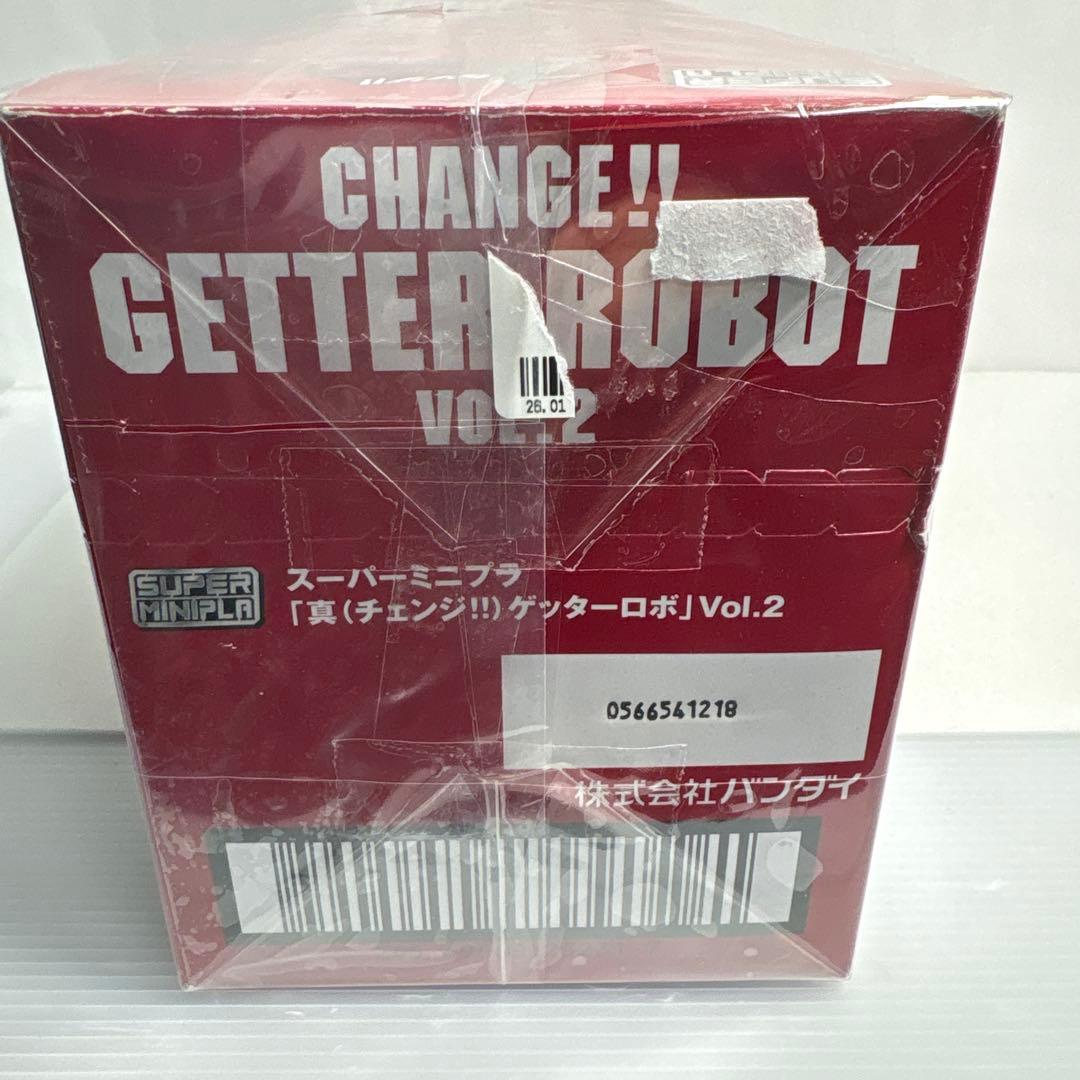 CHANGE!!
GETTER ROBOT
26.01
VOL.2
SUPER
MINIPLA
スーパーミニプラ
「真(チェンジ!!)ゲッターロボ」Vol.2
0566541218
株式会社バンダイ